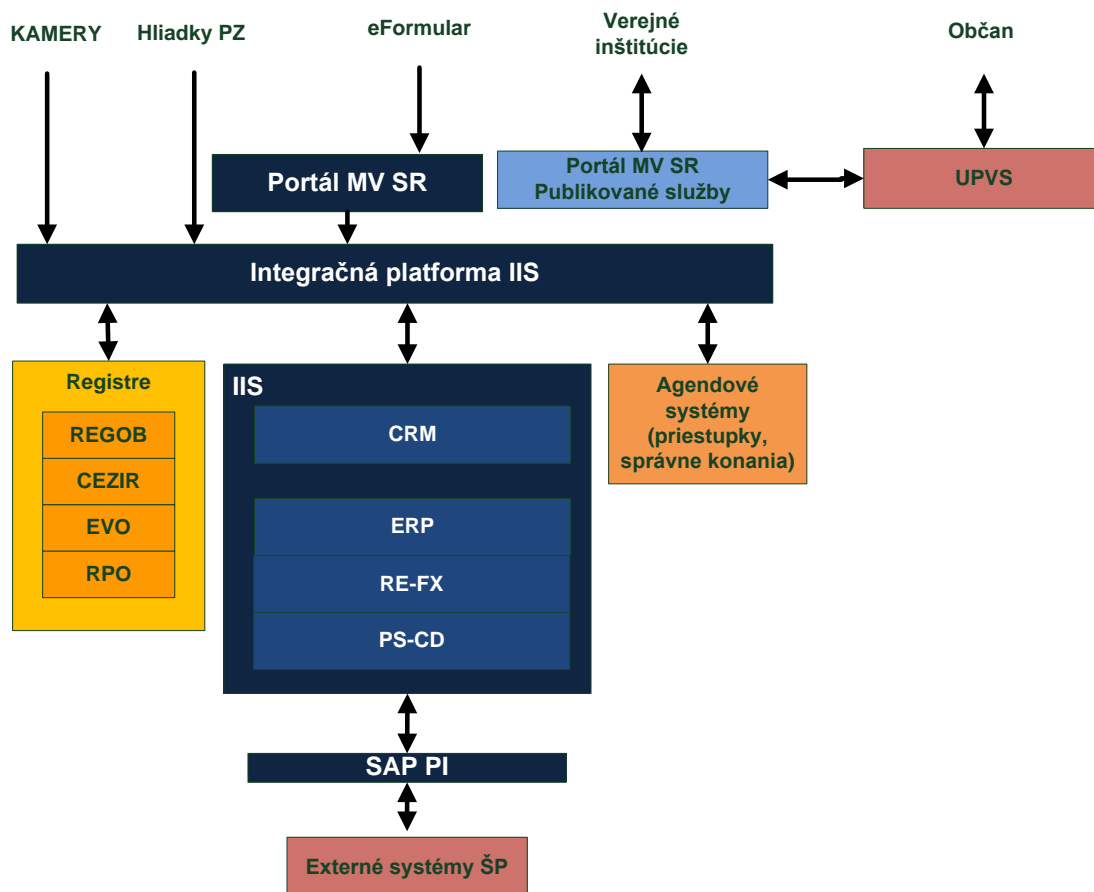 KAMERY
Hliadky PZ
eFormular
Verejné
inštitúcie
Občan
Portál MV SR
Portál MV SR
Publikované služby
UPVS
Integračná platforma IIS
Registre
REGOB
CEZIR
EVO
RPO
IIS
CRM
ERP
RE-FX
PS-CD
Agendové
systémy
(priestupky,
správne konania)
SAP PI
Externé systémy ŠP